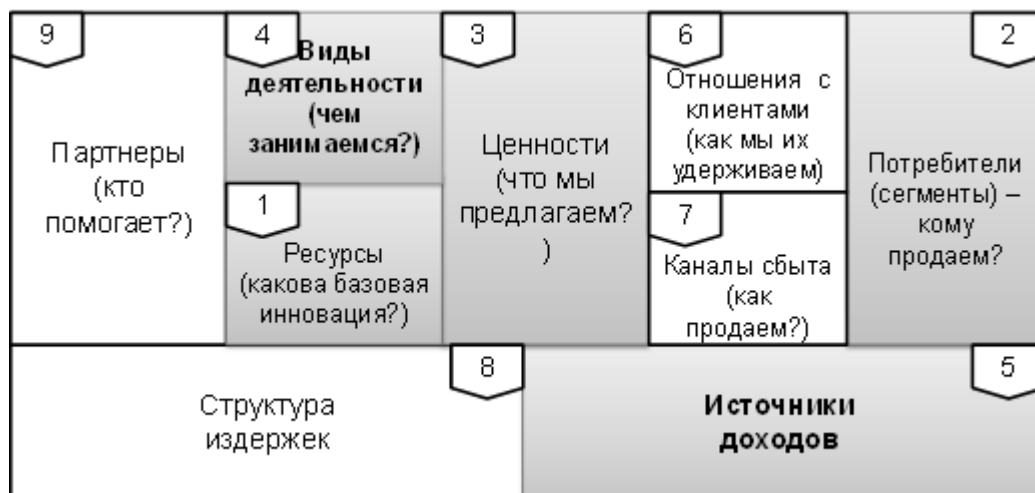 9
Партнеры
(кто
помогает?)
4
Виды
деятельности
(чем
занимаемся?)
1
Ресурсы
(какова базовая
инновация?)
3
Ценности
(что мы
предлагаем?
)
6
Отношения с
клиентами
(как мы их
удерживаем)
7
Каналы сбыта
(как
продаем?)
2
Потребители
(сегменты) –
кому
продаем?
8
Структура
издержек
5
Источники
доходов